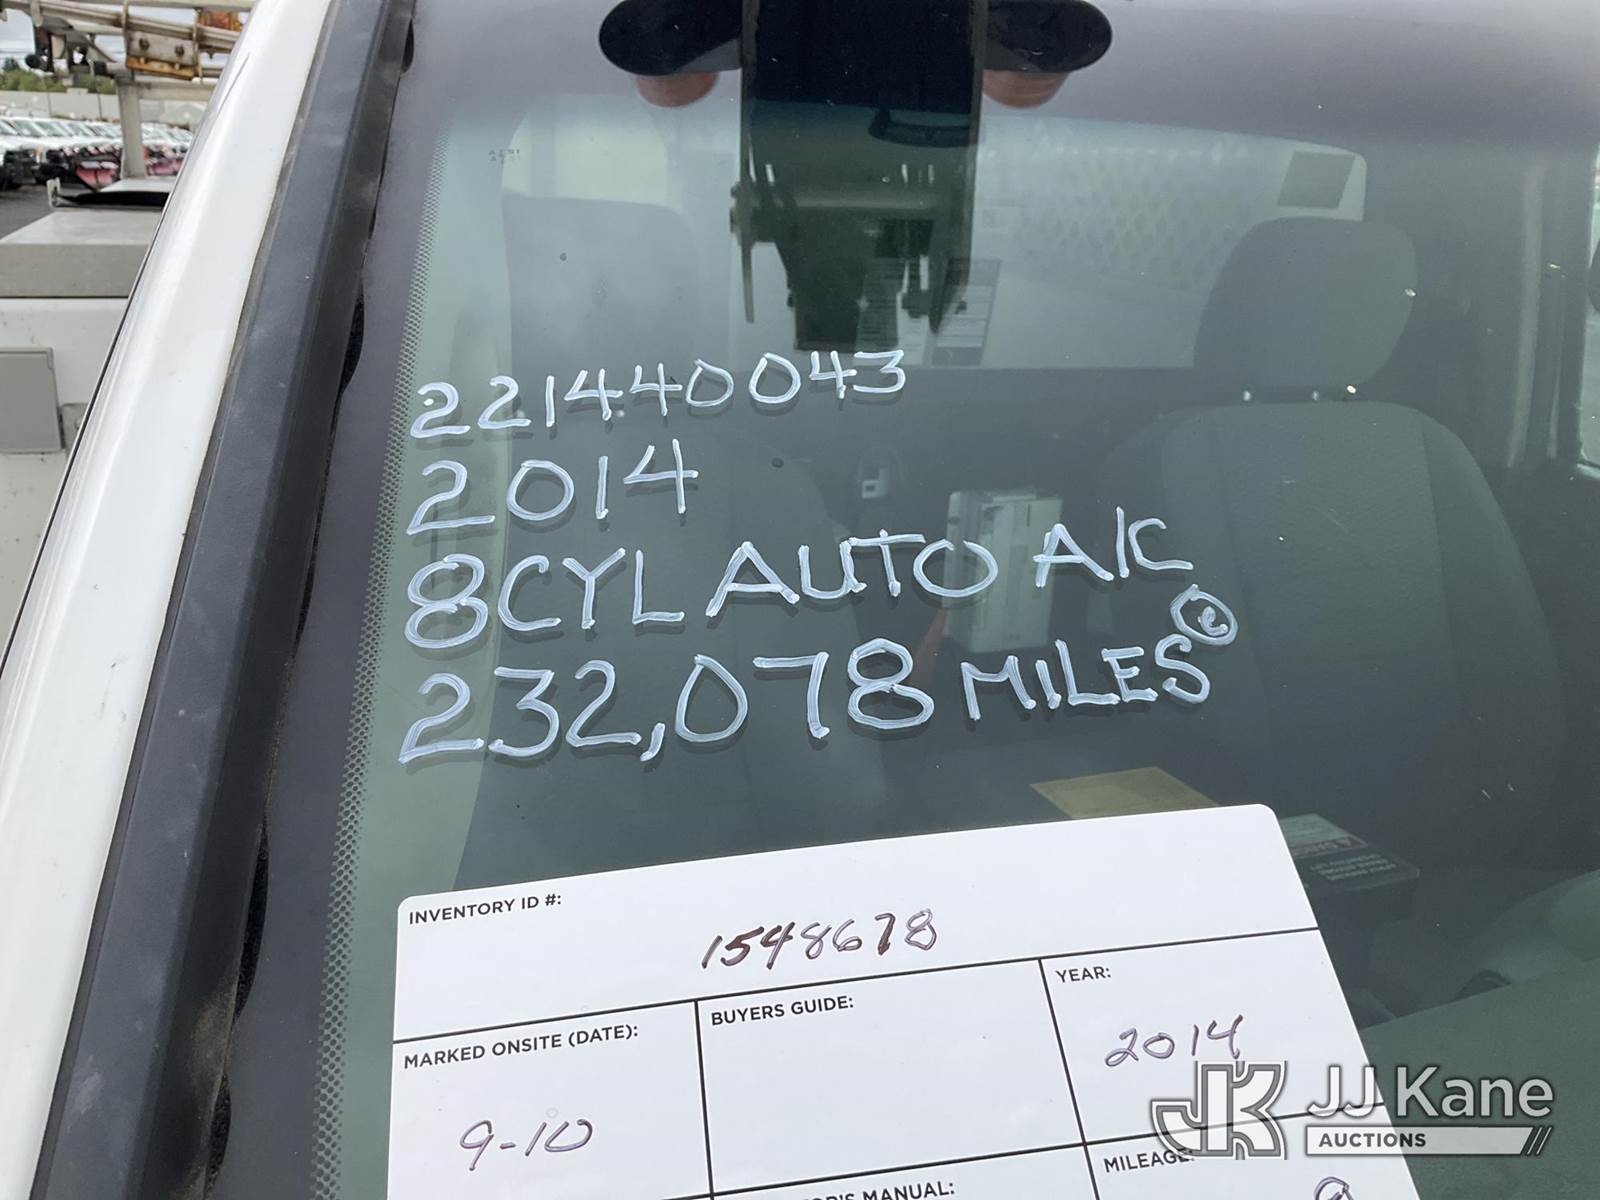 221440043
2014
8CYL AUTO A/C
232,078 MILES ©
INVENTORY ID #:
1548678
MARKED ONSITE (DATE):
9-10
BUYERS GUIDE:
YEAR:
2014
MILEAGE:
MANUAL:
JJ Kane
AUCTIONS